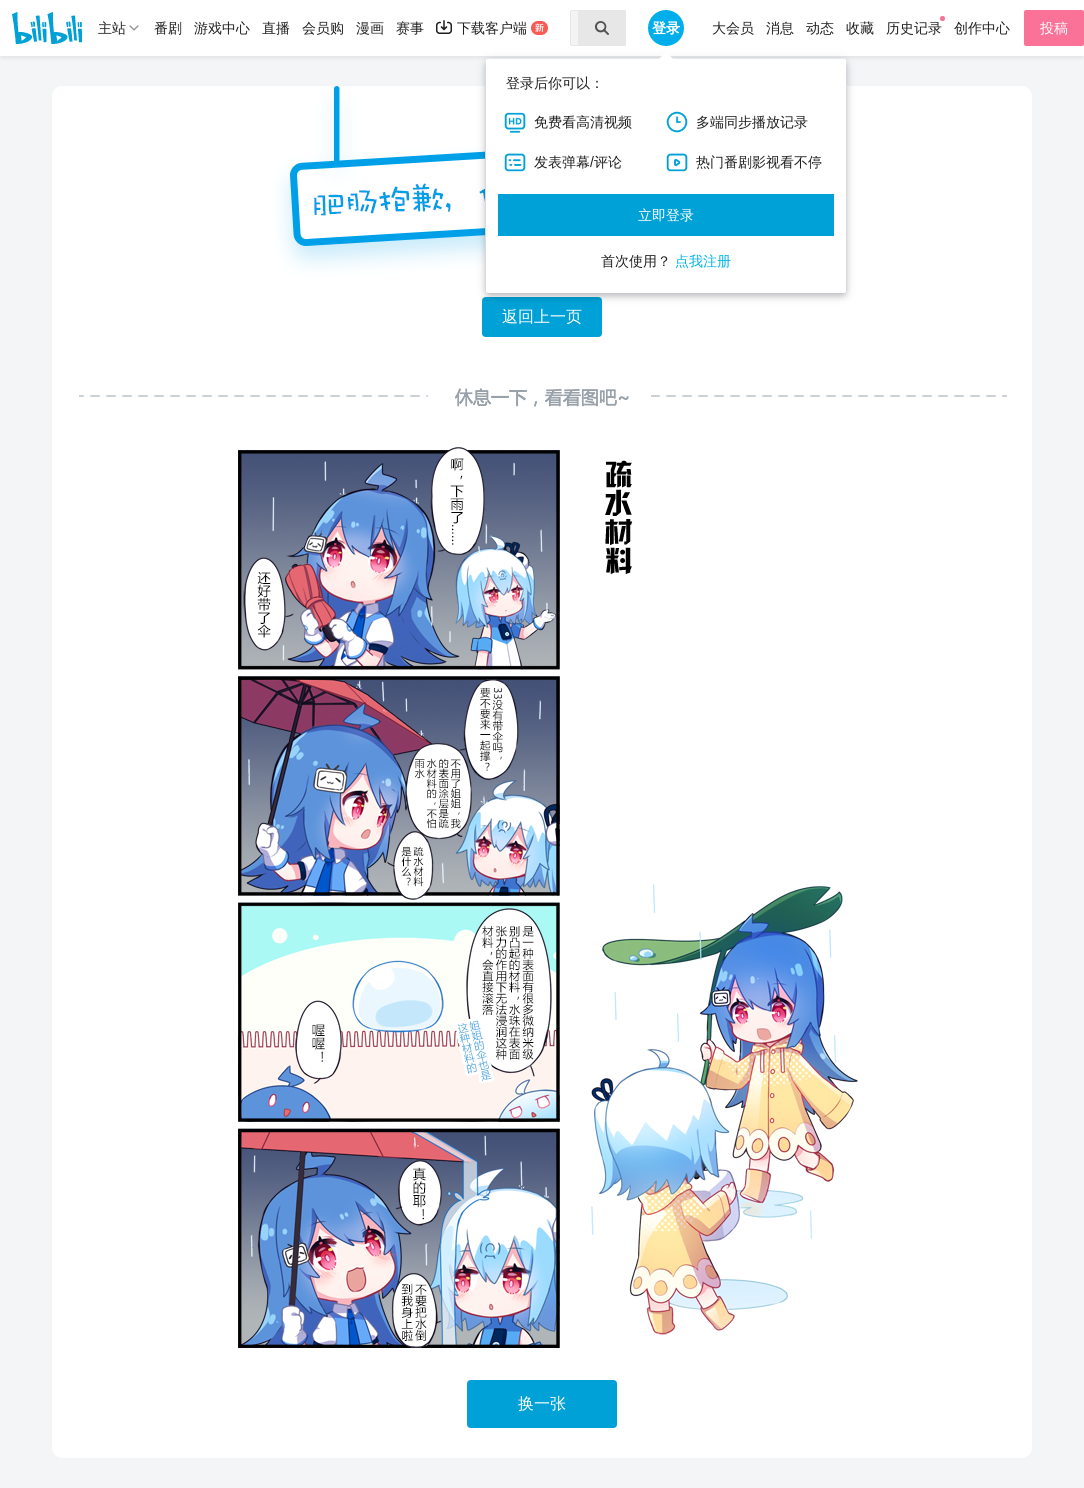 bilibili
主站 番剧 游戏中心 直播 会员购 漫画 赛事 下载客户端 新 登录 大会员 消息 动态 收藏 历史记录 创作中心 投稿
登录后你可以：
HD 免费看高清视频 多端同步播放记录
发表弹幕/评论 热门番剧影视看不停
立即登录
首次使用？ 点我注册
肥肠抱歉，
返回上一页
休息一下，看看图吧~
疏水材料
啊，下雨了……
还好带了伞
33没有带伞吗，
要不要来一起撑？
不用了姐姐，我
的表面涂层是疏
水材料的，不怕
雨水
疏水材料
是什么？
是一种表面有很多微纳米级
别凸起的材料，水珠在表面
张力的作用下无法浸润这种
材料，会直接滚落
姐姐的伞也是
这种材料的
喔喔！
真的耶！
不要把水倒
到我身上啦
换一张